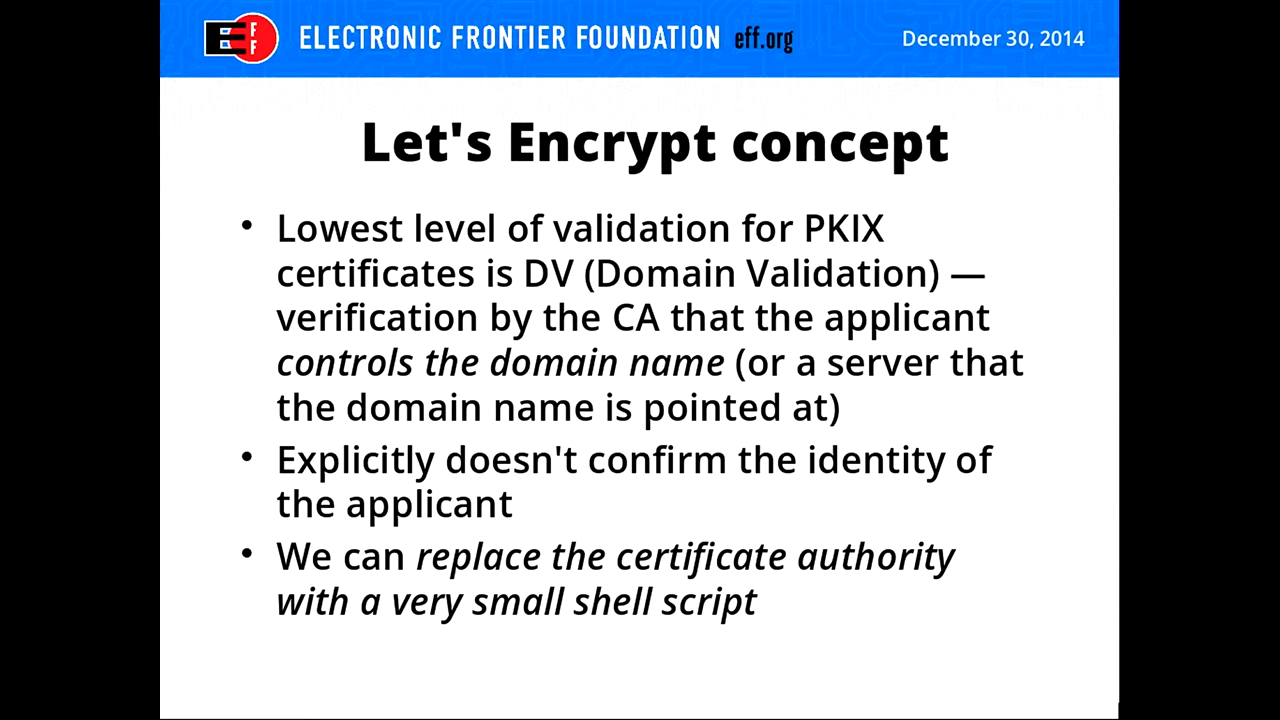 EFF ELECTRONIC FRONTIER FOUNDATION eff.org December 30, 2014
Let's Encrypt concept
• Lowest level of validation for PKIX
certificates is DV (Domain Validation) —
verification by the CA that the applicant
controls the domain name (or a server that
the domain name is pointed at)
• Explicitly doesn't confirm the identity of
the applicant
• We can replace the certificate authority
with a very small shell script